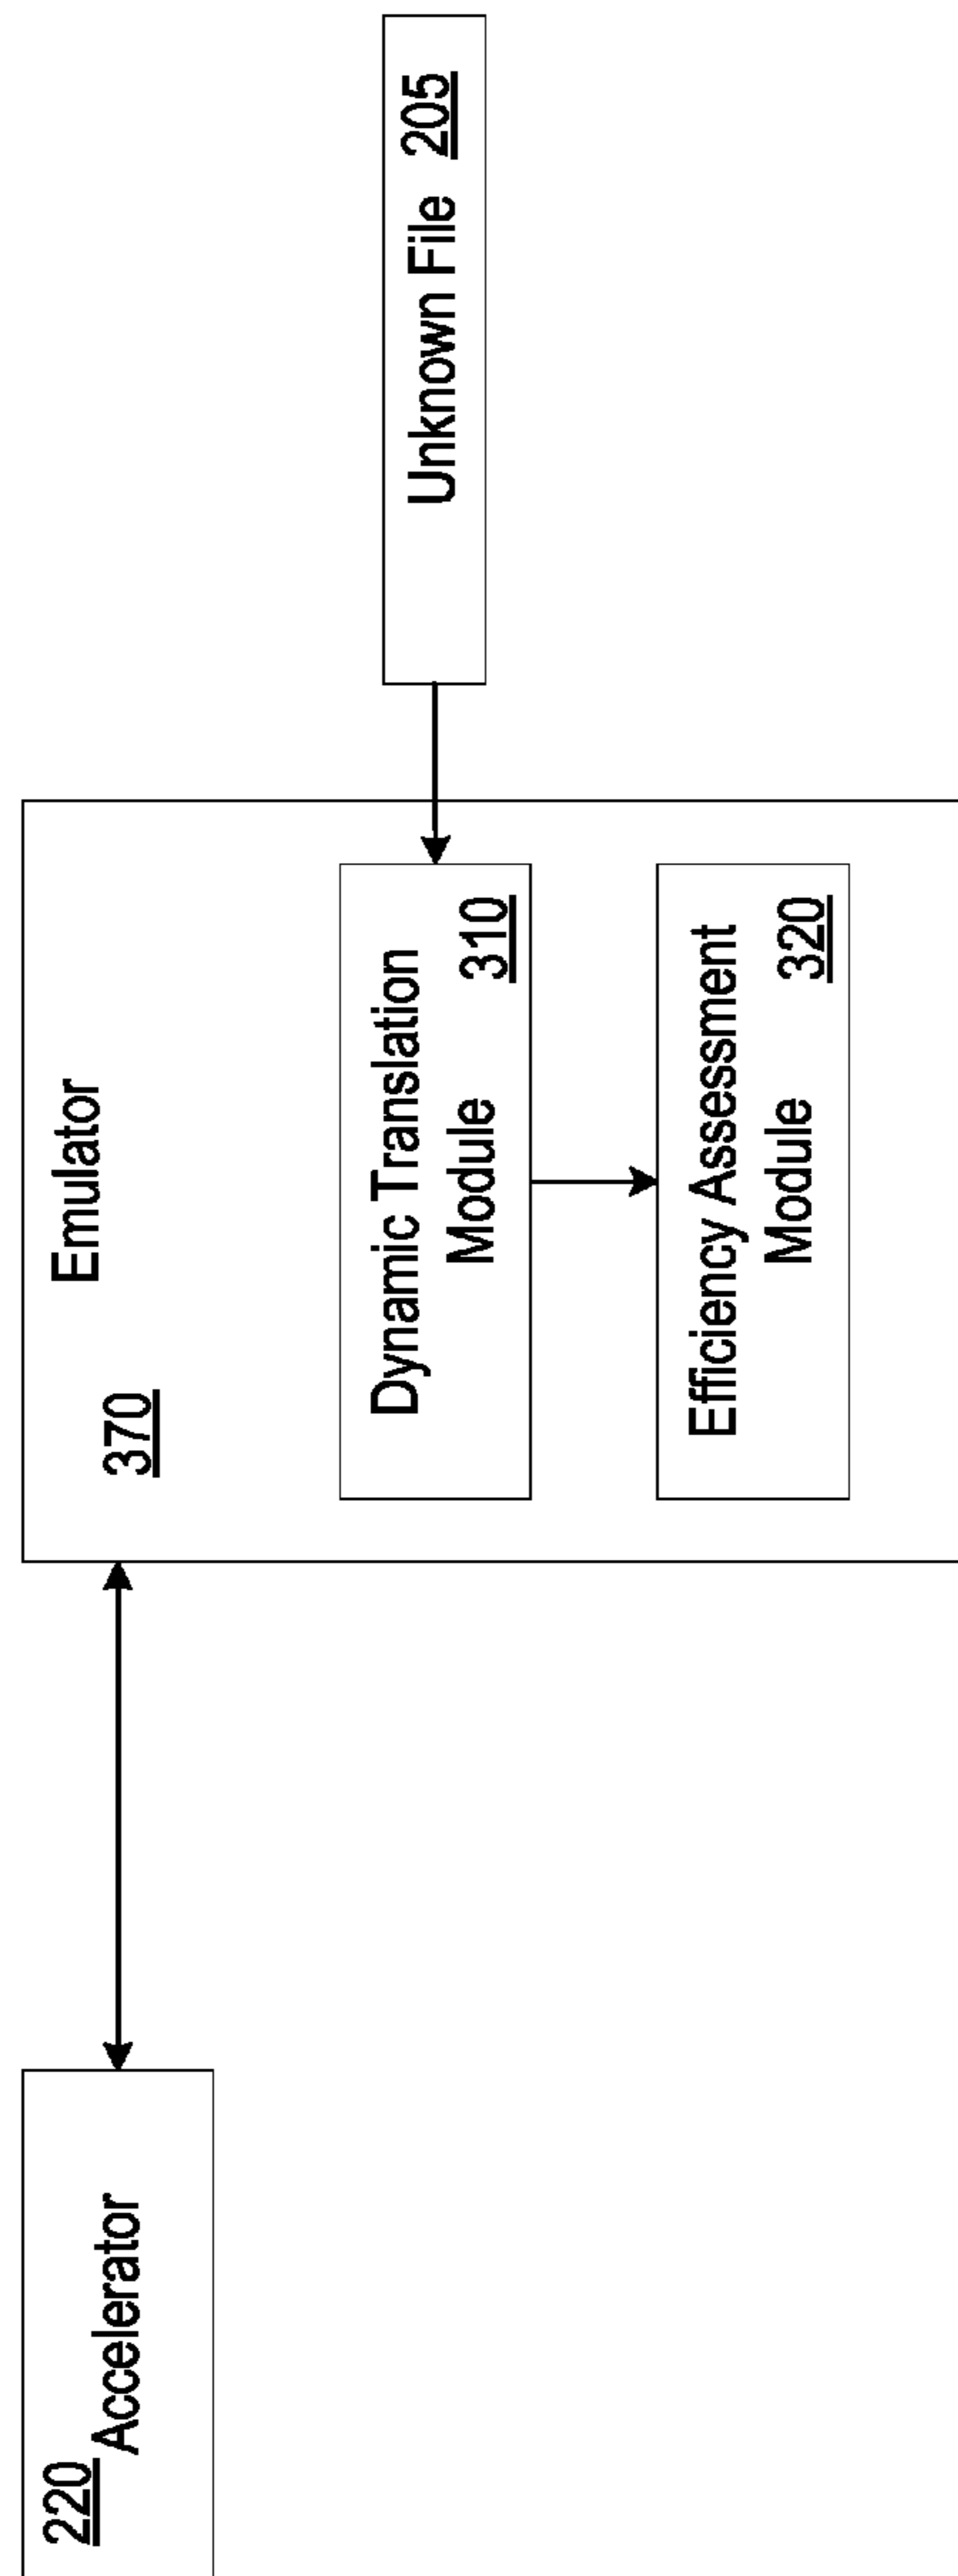 220
Accelerator
370
Emulator
Dynamic Translation
Module
310
Efficiency Assessment
Module
320
Unknown File 205